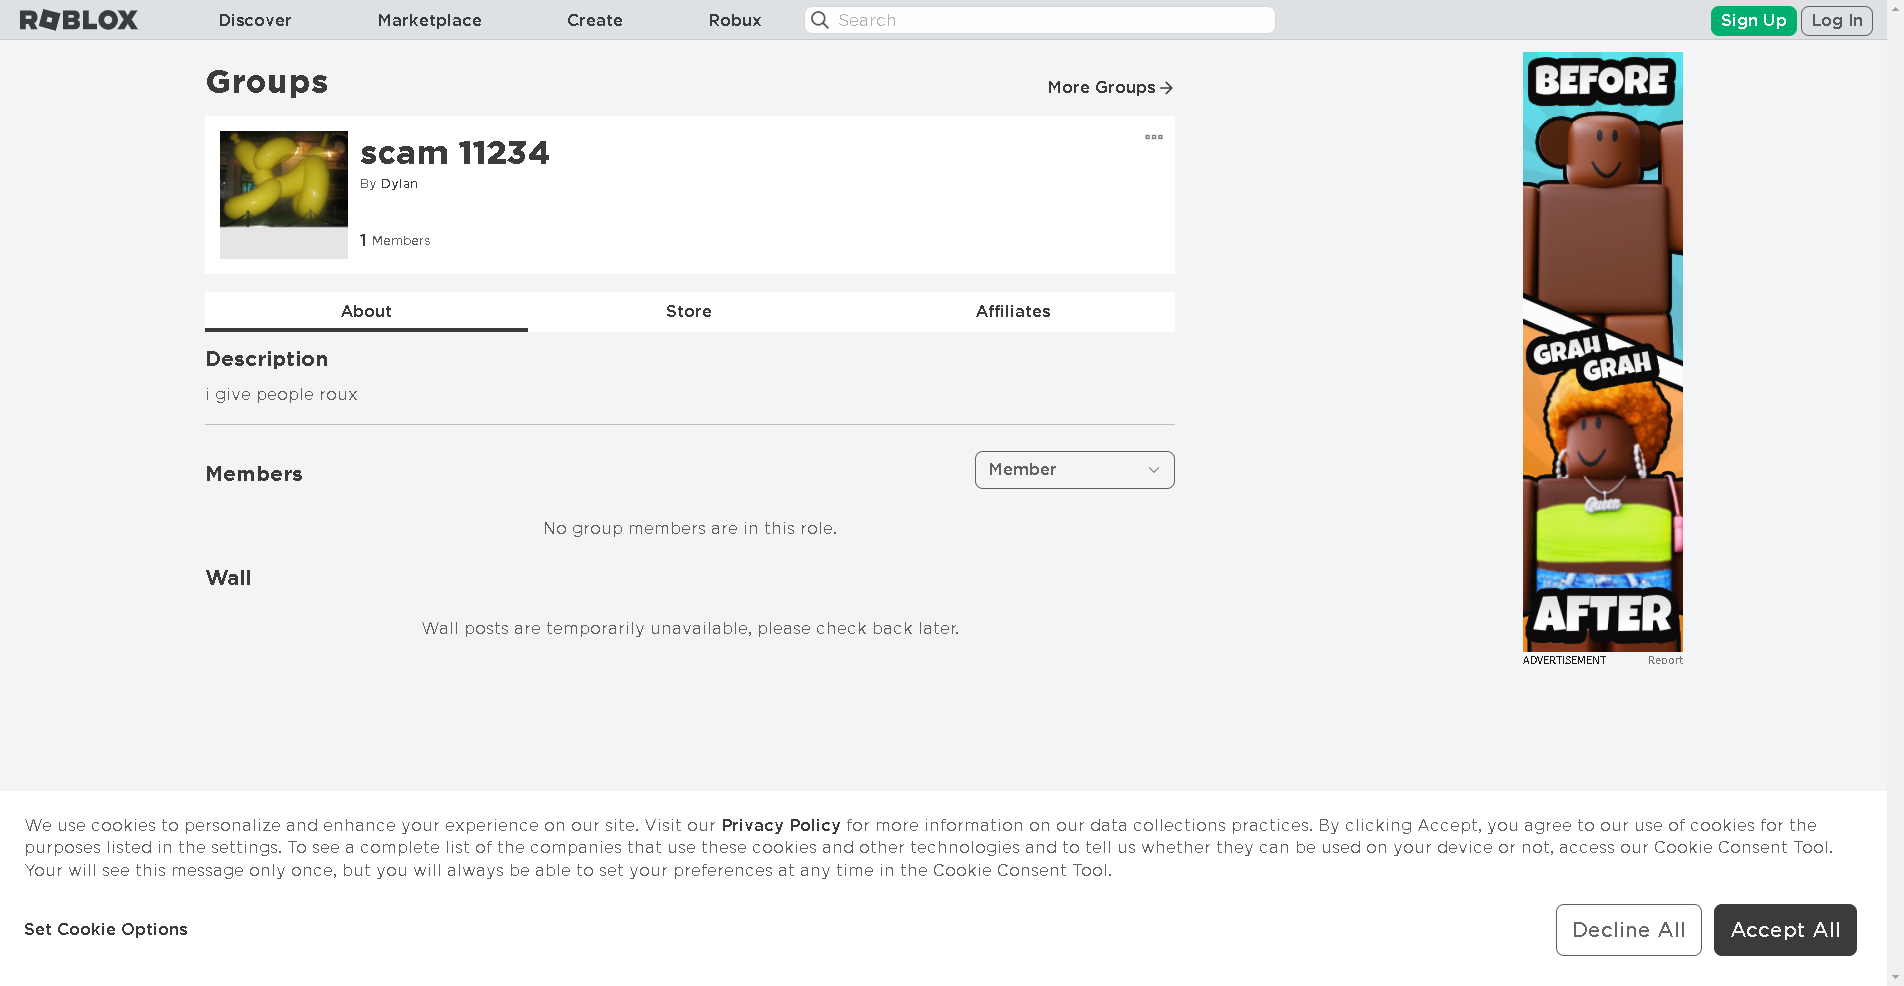 ROBLOX
Discover
Marketplace
Create
Robux
Search
Sign Up
Log In
Groups
More Groups
scam 11234
By Dylan
1 Members
About
Store
Affiliates
Description
i give people roux
Members
Member
No group members are in this role.
Wall
Wall posts are temporarily unavailable, please check back later.
BEFORE
GRAH
GRAH
Queen
AFTER
ADVERTISEMENT
Report
We use cookies to personalize and enhance your experience on our site. Visit our Privacy Policy for more information on our data collections practices. By clicking Accept, you agree to our use of cookies for the
purposes listed in the settings. To see a complete list of the companies that use these cookies and other technologies and to tell us whether they can be used on your device or not, access our Cookie Consent Tool.
Your will see this message only once, but you will always be able to set your preferences at any time in the Cookie Consent Tool.
Set Cookie Options
Decline All
Accept All